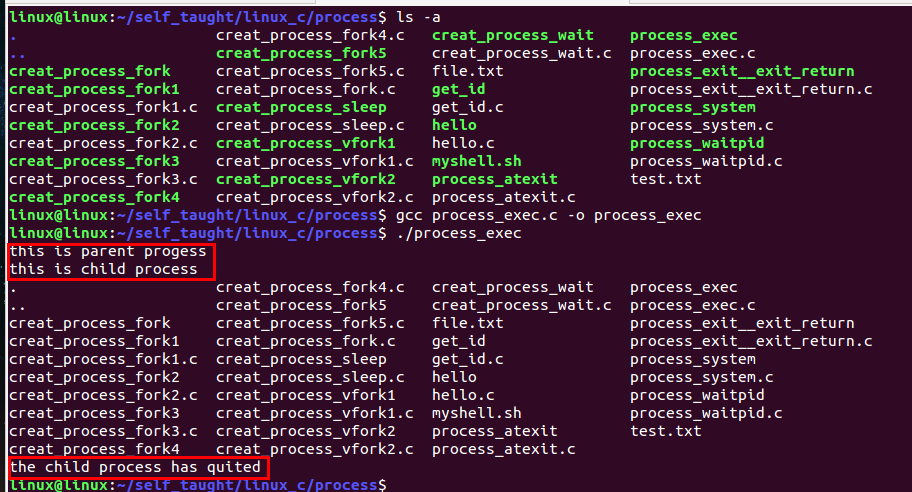 linux@linux:~/self_taught/linux_c/process$ ls -a
. creat_process_fork4.c creat_process_wait process_exec
.. creat_process_fork5 creat_process_wait.c process_exec.c
creat_process_fork creat_process_fork5.c file.txt process_exit__exit_return
creat_process_fork1 creat_process_fork.c get_id process_exit__exit_return.c
creat_process_fork1.c creat_process_sleep get_id.c process_system
creat_process_fork2 creat_process_sleep.c hello process_system.c
creat_process_fork2.c creat_process_vfork1 hello.c process_waitpid
creat_process_fork3 creat_process_vfork1.c myshell.sh process_waitpid.c
creat_process_fork3.c creat_process_vfork2 process_atexit test.txt
creat_process_fork4 creat_process_vfork2.c process_atexit.c
linux@linux:~/self_taught/linux_c/process$ gcc process_exec.c -o process_exec
linux@linux:~/self_taught/linux_c/process$ ./process_exec
this is parent progess
this is child process
. creat_process_fork4.c creat_process_wait process_exec
.. creat_process_fork5 creat_process_wait.c process_exec.c
creat_process_fork creat_process_fork5.c file.txt process_exit__exit_return
creat_process_fork1 creat_process_fork.c get_id process_exit__exit_return.c
creat_process_fork1.c creat_process_sleep get_id.c process_system
creat_process_fork2 creat_process_sleep.c hello process_system.c
creat_process_fork2.c creat_process_vfork1 hello.c process_waitpid
creat_process_fork3 creat_process_vfork1.c myshell.sh process_waitpid.c
creat_process_fork3.c creat_process_vfork2 process_atexit test.txt
creat_process_fork4 creat_process_vfork2.c process_atexit.c
the child process has quited
linux@linux:~/self_taught/linux_c/process$